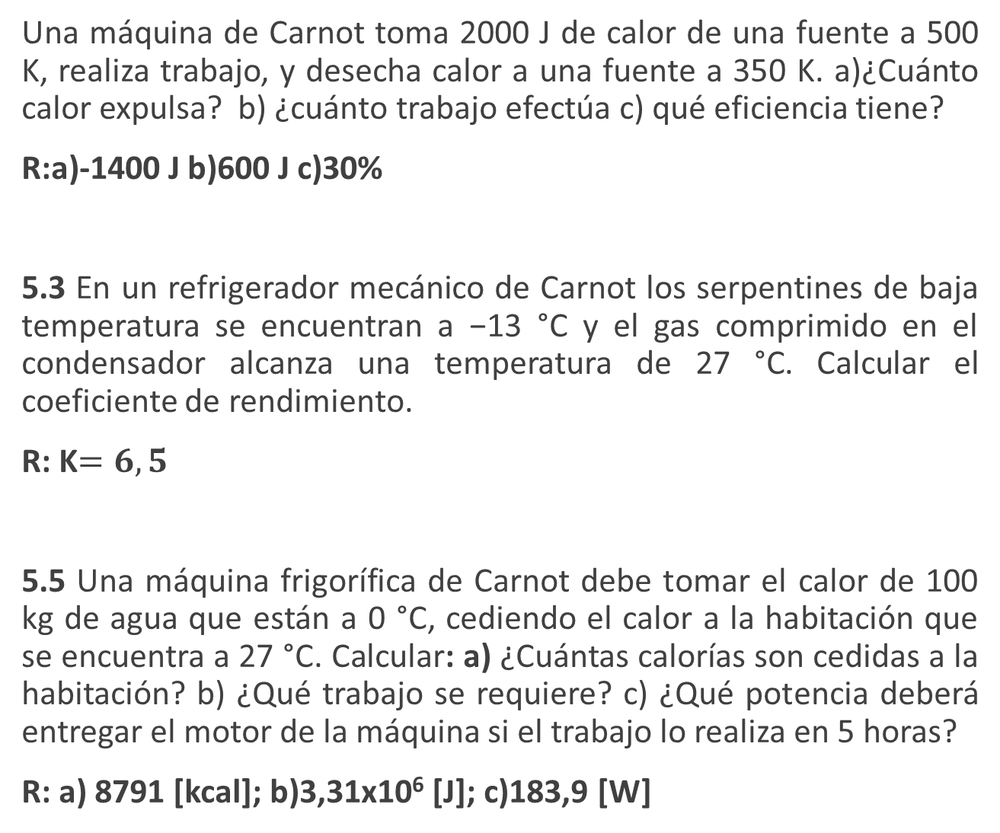 Una máquina de Carnot toma 2000 J de calor de una fuente a 500
K, realiza trabajo, y desecha calor a una fuente a 350 K. a)¿Cuánto
calor expulsa? b) ¿cuánto trabajo efectúa c) qué eficiencia tiene?
R:a)-1400 J b)600 J c)30%
5.3 En un refrigerador mecánico de Carnot los serpentines de baja
temperatura se encuentran a −13 °C y el gas comprimido en el
condensador alcanza una temperatura de 27 °C. Calcular el
coeficiente de rendimiento.
R: K= 6,5
5.5 Una máquina frigorífica de Carnot debe tomar el calor de 100
kg de agua que están a 0 °C, cediendo el calor a la habitación que
se encuentra a 27 °C. Calcular: a) ¿Cuántas calorías son cedidas a la
habitación? b) ¿Qué trabajo se requiere? c) ¿Qué potencia deberá
entregar el motor de la máquina si el trabajo lo realiza en 5 horas?
R: a) 8791 [kcal]; b)3,31x10⁶ [J]; c)183,9 [W]